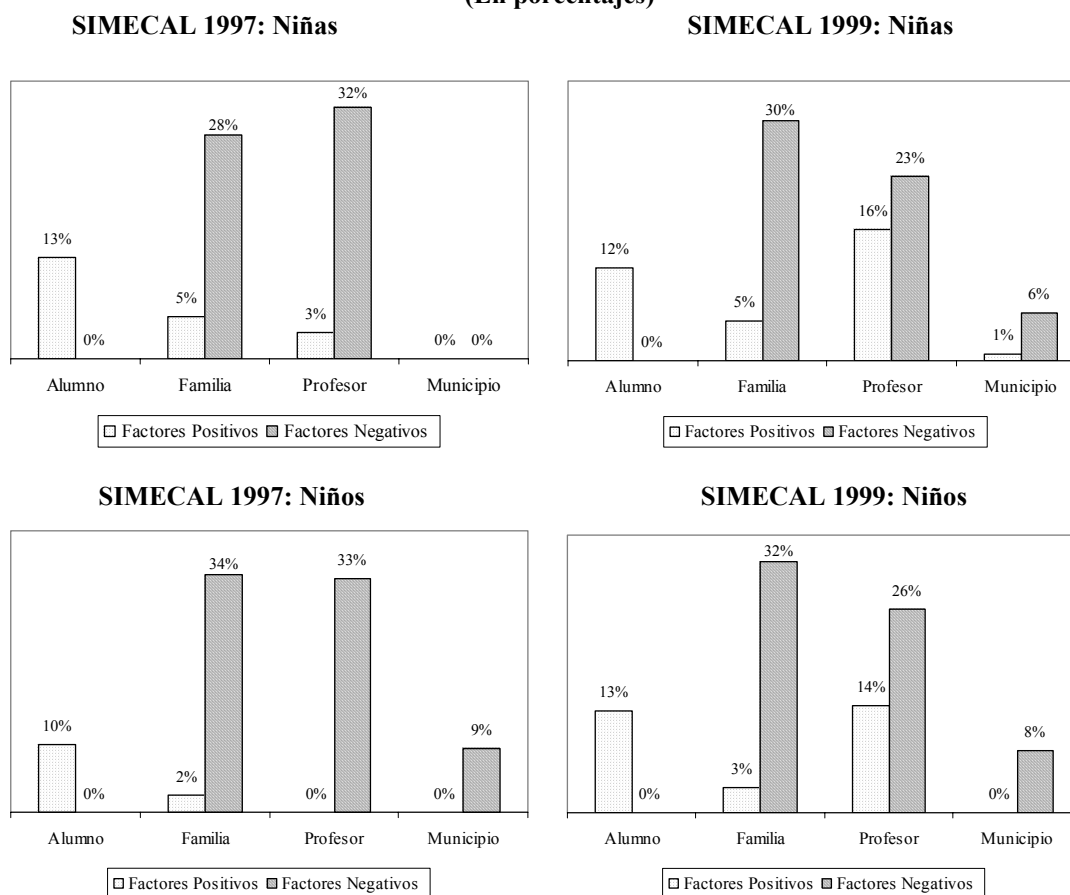 (En porcentajes)
SIMECAL 1997: Niñas
28%
32%
13%
5%
3%
0%
0% 0%
Alumno Familia Profesor Municipio
Factores Positivos Factores Negativos
SIMECAL 1999: Niñas
30%
23%
16%
12%
5%
6%
1%
0%
Alumno Familia Profesor Municipio
Factores Positivos Factores Negativos
SIMECAL 1997: Niños
34% 33%
10%
9%
2%
0% 0% 0%
Alumno Familia Profesor Municipio
Factores Positivos Factores Negativos
SIMECAL 1999: Niños
32%
26%
13% 14%
8%
3%
0% 0%
Alumno Familia Profesor Municipio
Factores Positivos Factores Negativos